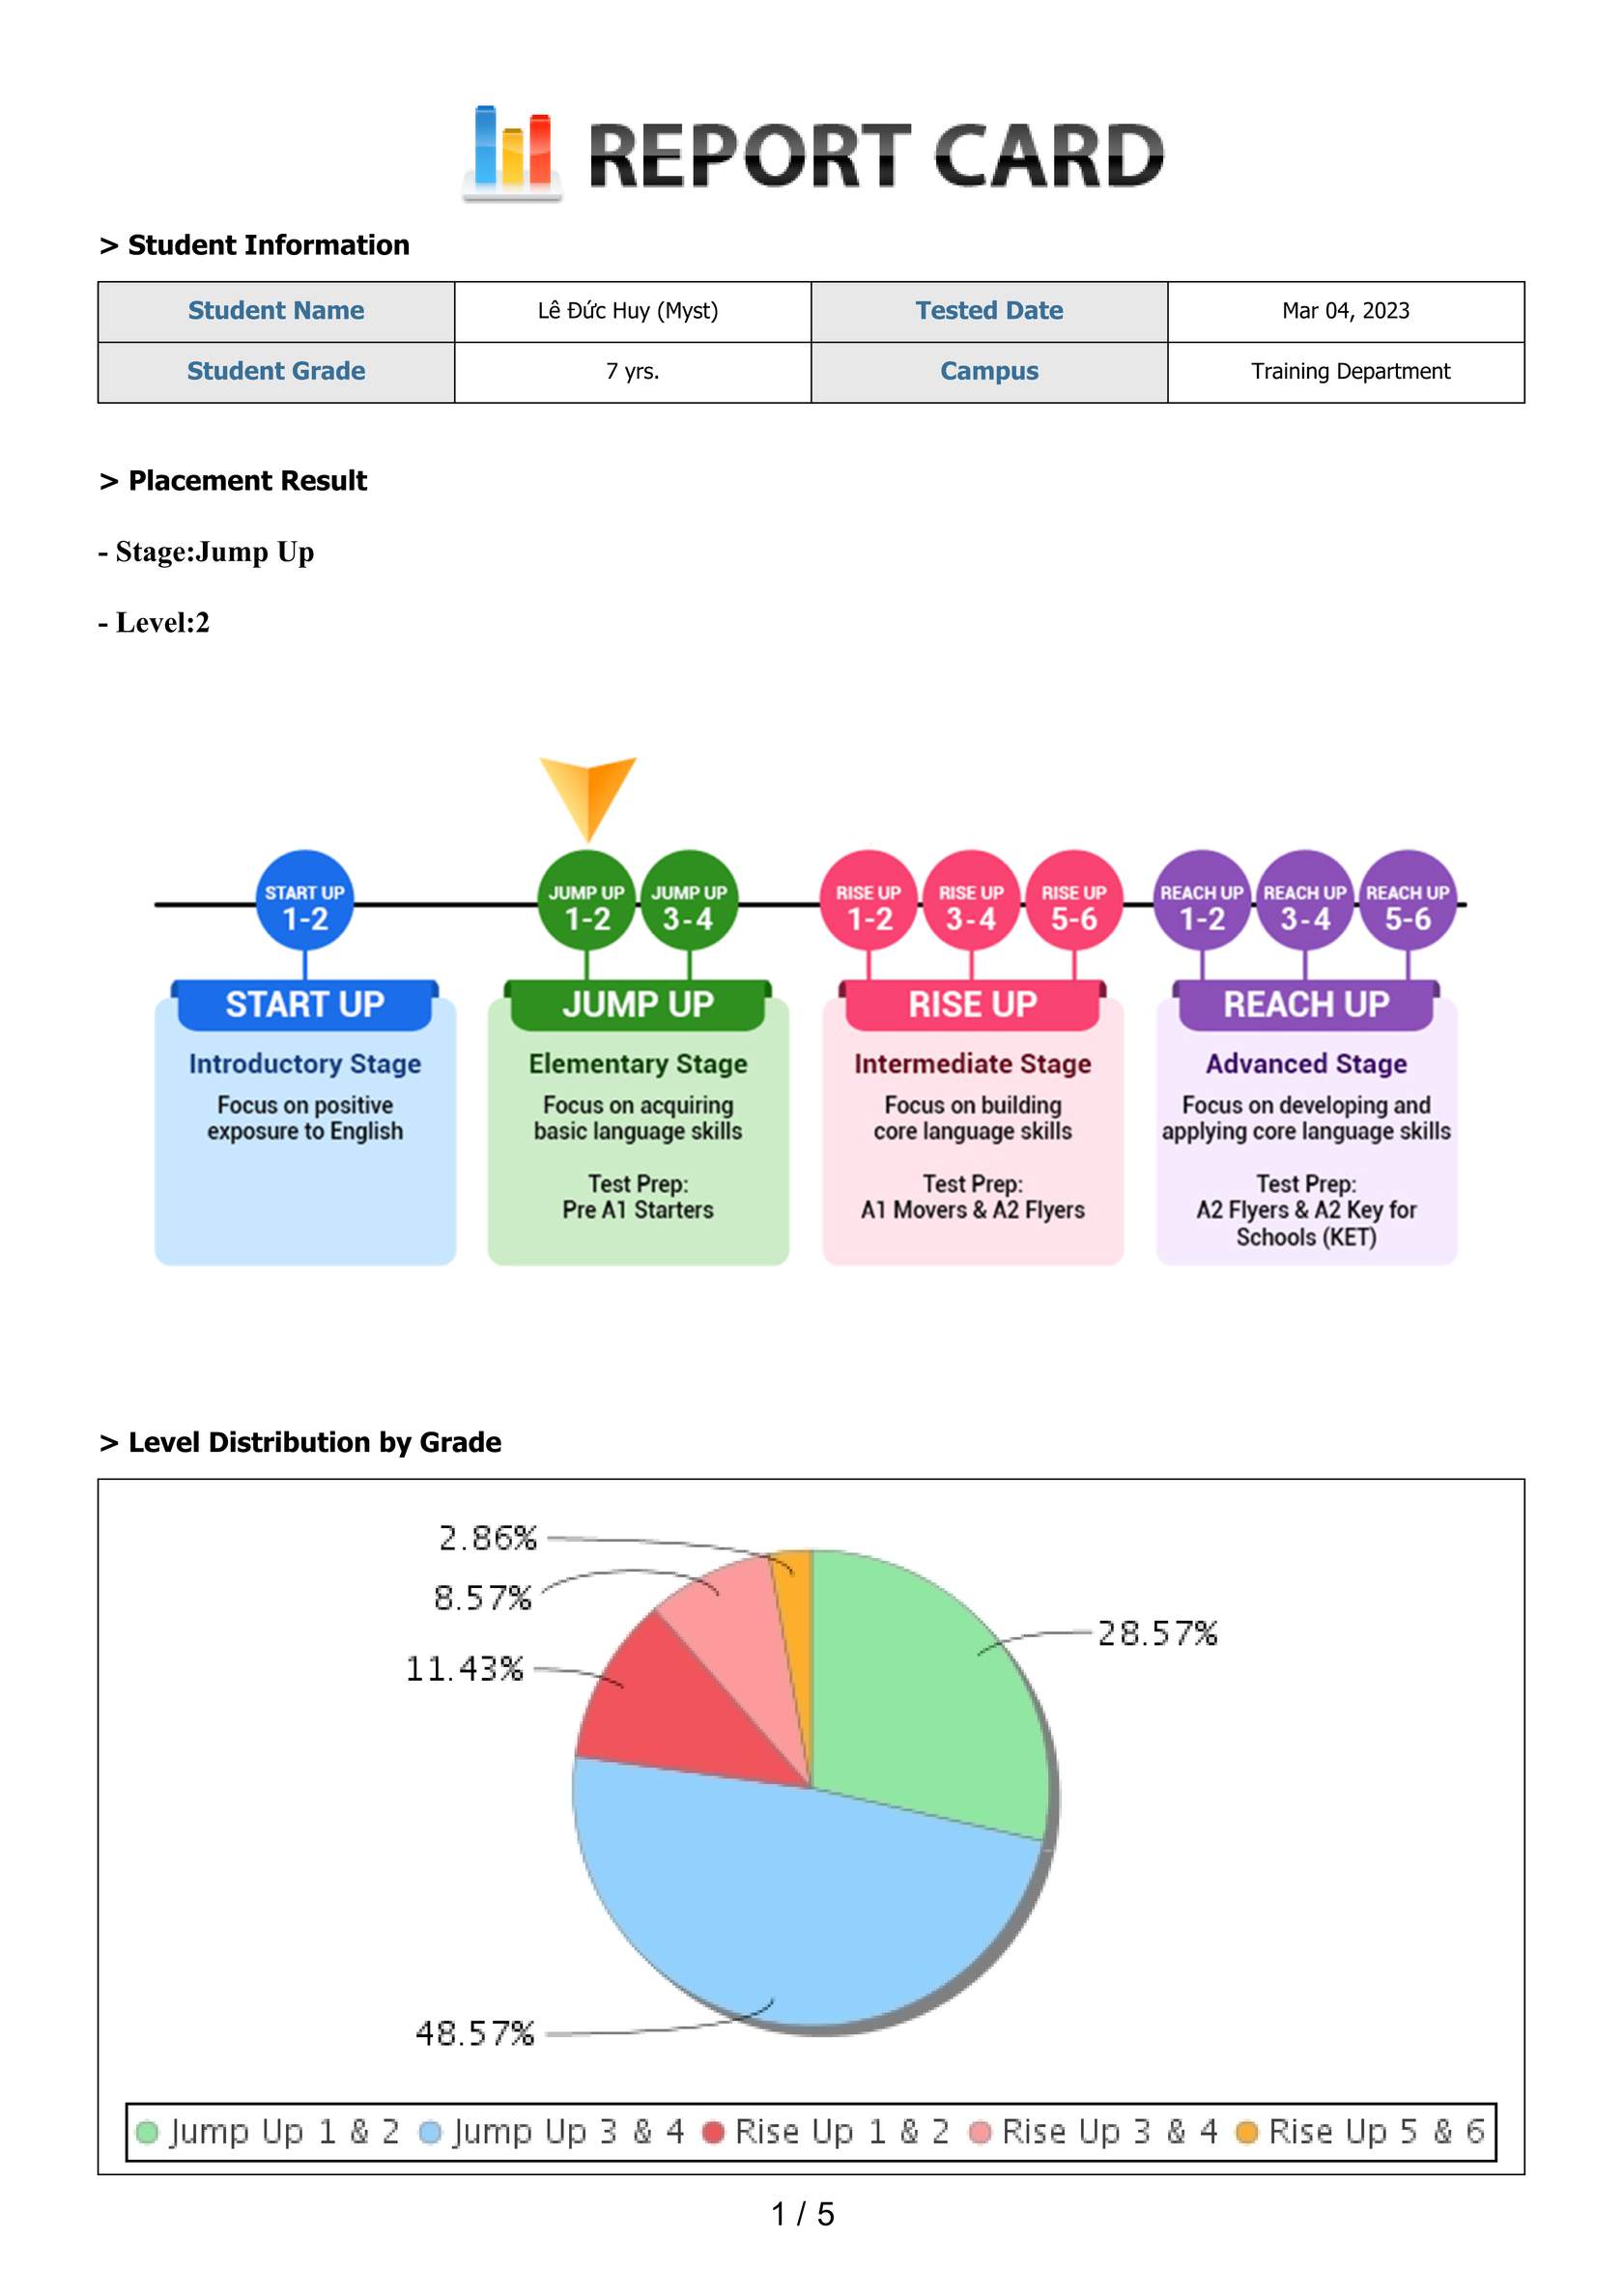 REPORT CARD
> Student Information
Student Name Lê Đức Huy (Myst) Tested Date Mar 04, 2023
Student Grade 7 yrs. Campus Training Department
> Placement Result
- Stage:Jump Up
- Level:2
START UP 1-2
JUMP UP 1-2
JUMP UP 3-4
RISE UP 1-2
RISE UP 3-4
RISE UP 5-6
REACH UP 1-2
REACH UP 3-4
REACH UP 5-6
START UP
Introductory Stage
Focus on positive
exposure to English
JUMP UP
Elementary Stage
Focus on acquiring
basic language skills
Test Prep:
Pre A1 Starters
RISE UP
Intermediate Stage
Focus on building
core language skills
Test Prep:
A1 Movers & A2 Flyers
REACH UP
Advanced Stage
Focus on developing and
applying core language skills
Test Prep:
A2 Flyers & A2 Key for
Schools (KET)
> Level Distribution by Grade
2.86%
8.57%
28.57%
11.43%
48.57%
Jump Up 1 & 2 Jump Up 3 & 4 Rise Up 1 & 2 Rise Up 3 & 4 Rise Up 5 & 6
1 / 5